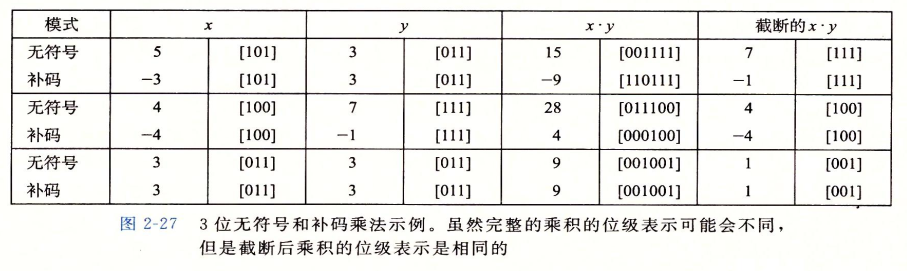 模式 x y x·y 截断的x·y
无符号 5 [101] 3 [011] 15 [001111] 7 [111]
补码 −3 [101] 3 [011] −9 [110111] −1 [111]
无符号 4 [100] 7 [111] 28 [011100] 4 [100]
补码 −4 [100] −1 [111] 4 [000100] −4 [100]
无符号 3 [011] 3 [011] 9 [001001] 1 [001]
补码 3 [011] 3 [011] 9 [001001] 1 [001]
图 2-27 3位无符号和补码乘法示例。虽然完整的乘积的位级表示可能会不同，
但是截断后乘积的位级表示是相同的